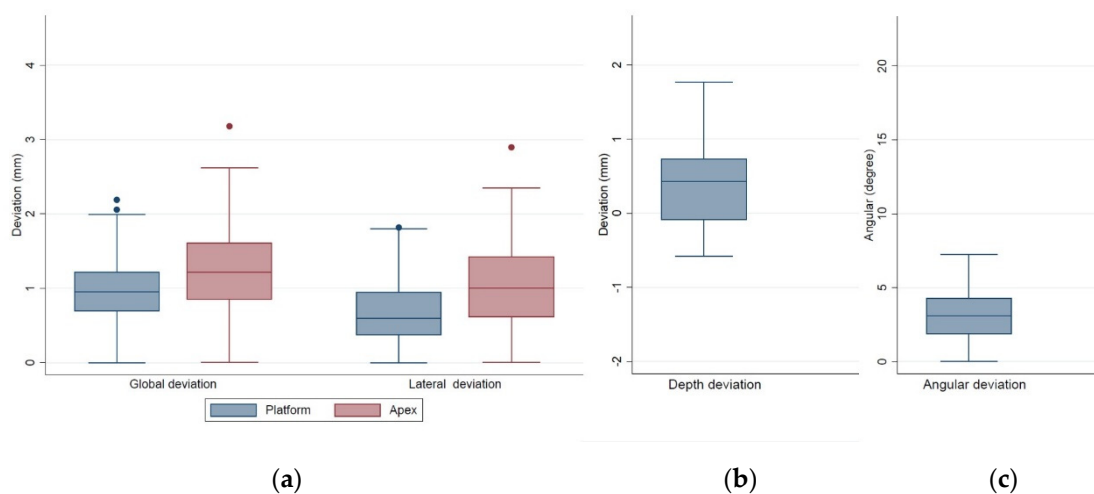 Deviation (mm)
4
3
2
1
0
Global deviation
Lateral deviation
Platform
Apex
(a)
Deviation (mm)
2
1
0
-1
-2
Depth deviation
(b)
Angular (degree)
20
15
10
5
0
Angular deviation
(c)